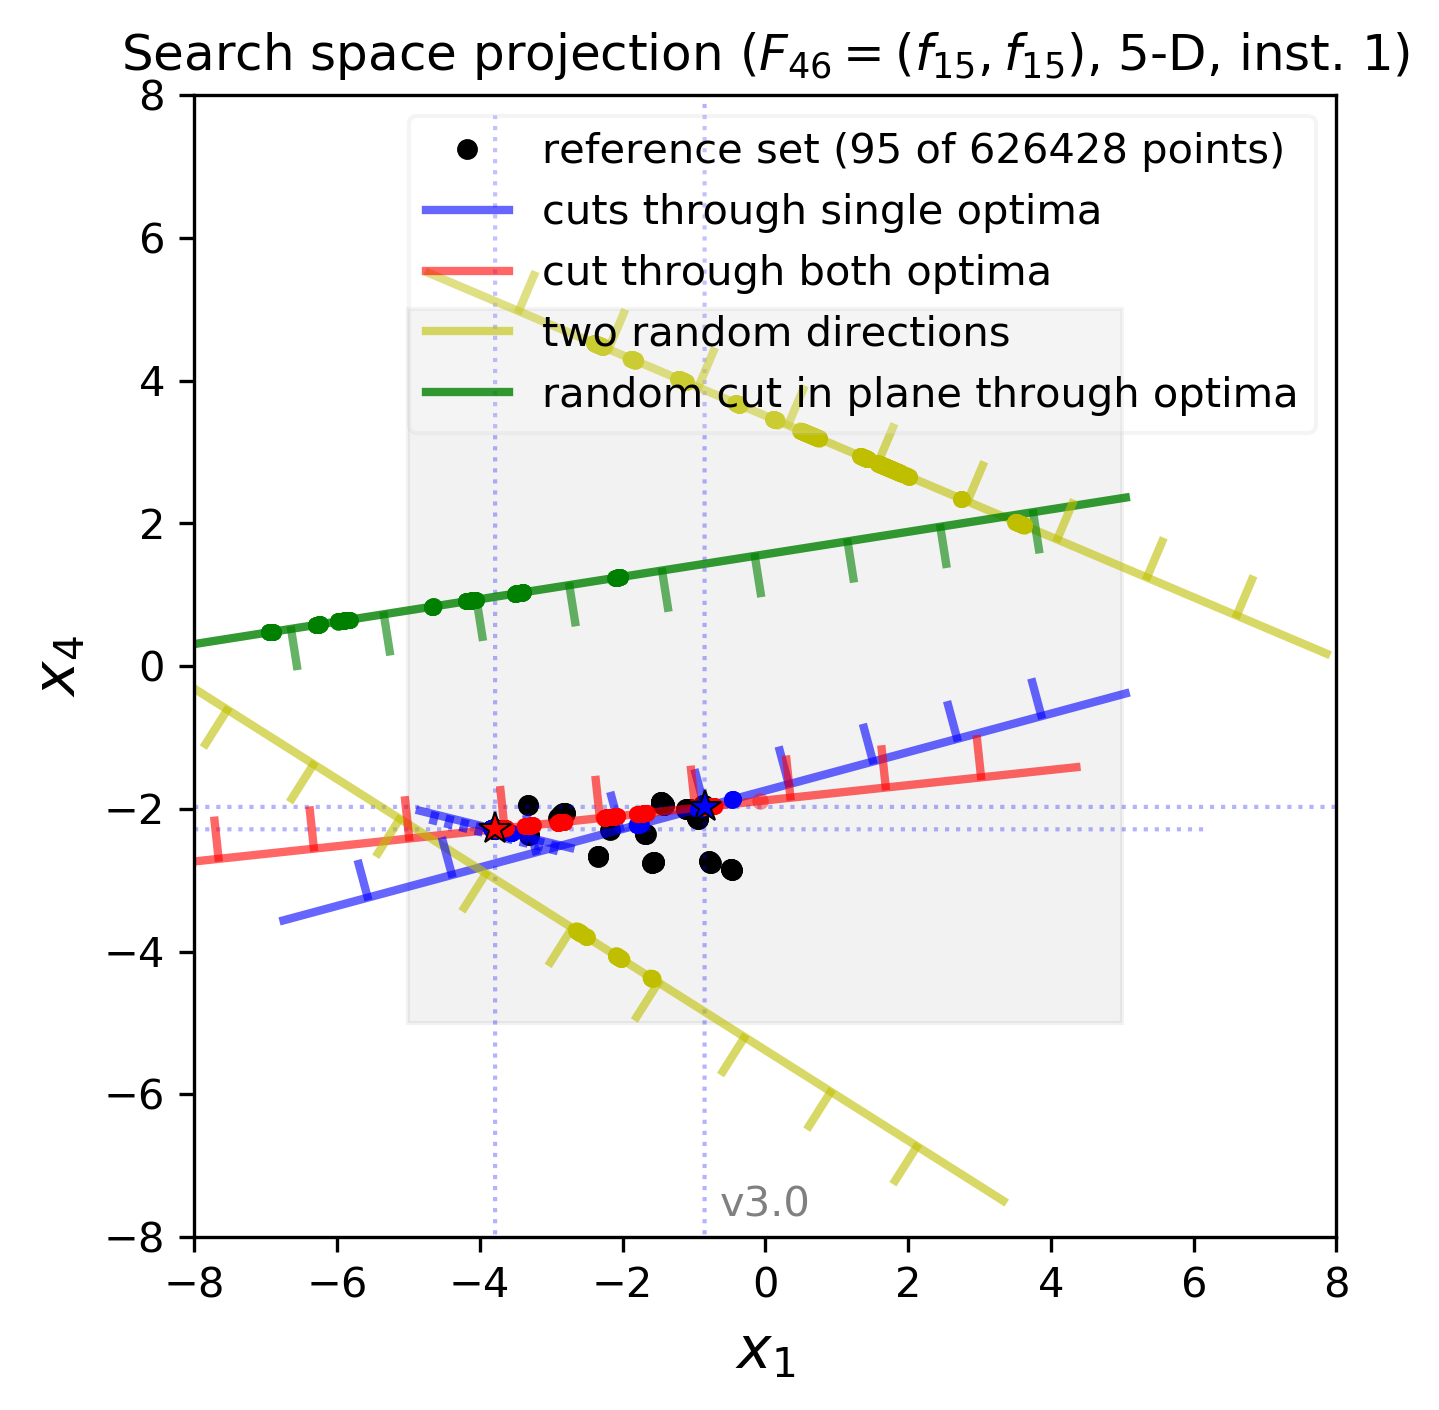 Search space projection (F₄₆ = (f₁₅, f₁₅), 5-D, inst. 1)
reference set (95 of 626428 points)
cuts through single optima
cut through both optima
two random directions
random cut in plane through optima
8
6
4
2
0
−2
−4
−6
−8
x₄
v3.0
−8 −6 −4 −2 0 2 4 6 8
x₁